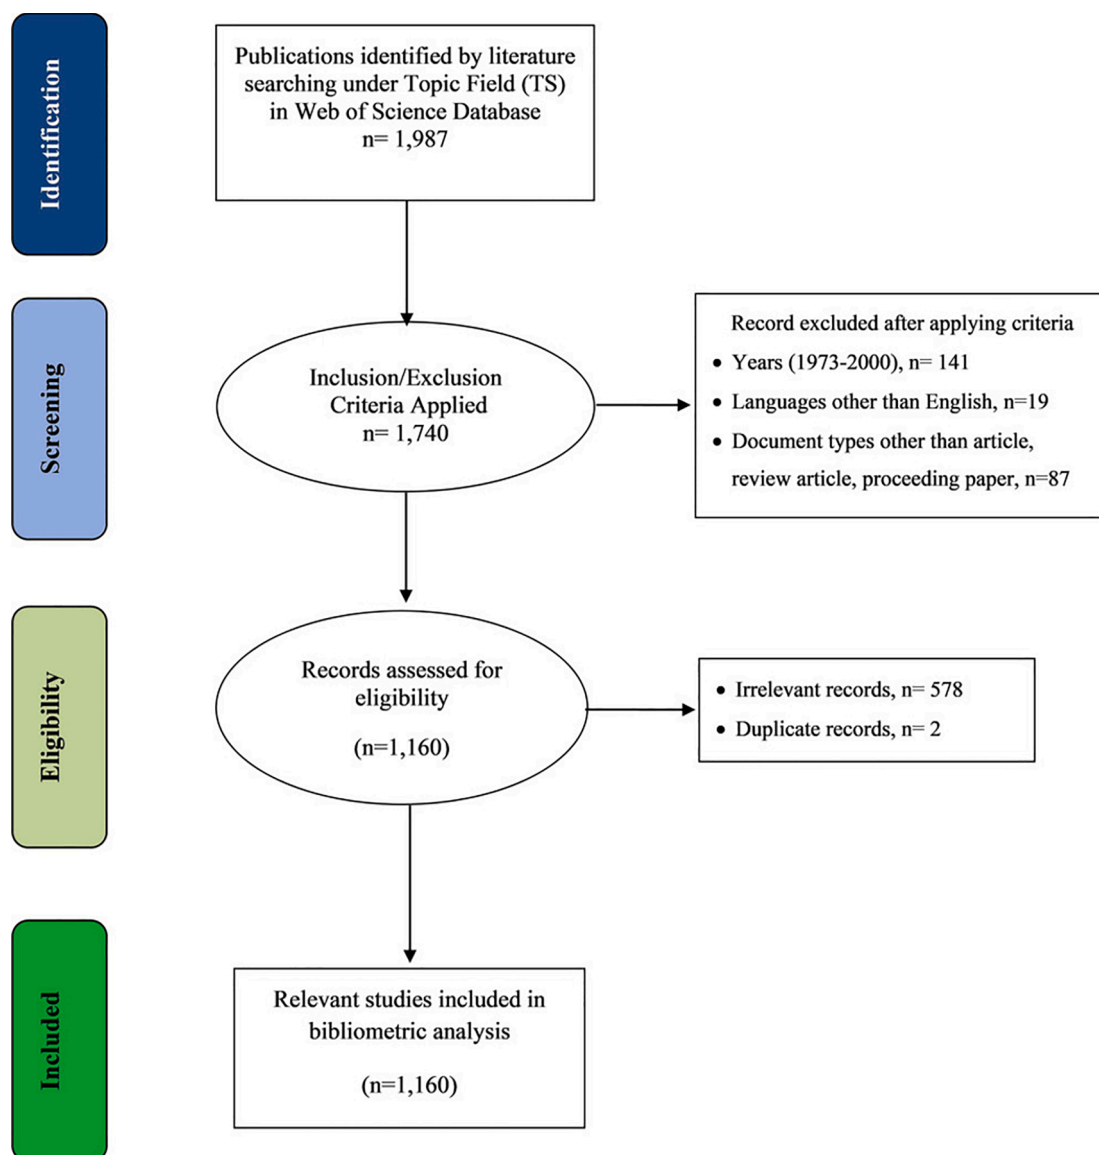 Identification
Publications identified by literature
searching under Topic Field (TS)
in Web of Science Database
n= 1,987
Screening
Inclusion/Exclusion
Criteria Applied
n= 1,740
Record excluded after applying criteria
• Years (1973-2000), n= 141
• Languages other than English, n=19
• Document types other than article,
review article, proceeding paper, n=87
Eligibility
Records assessed for
eligibility
(n=1,160)
• Irrelevant records, n= 578
• Duplicate records, n= 2
Included
Relevant studies included in
bibliometric analysis
(n=1,160)